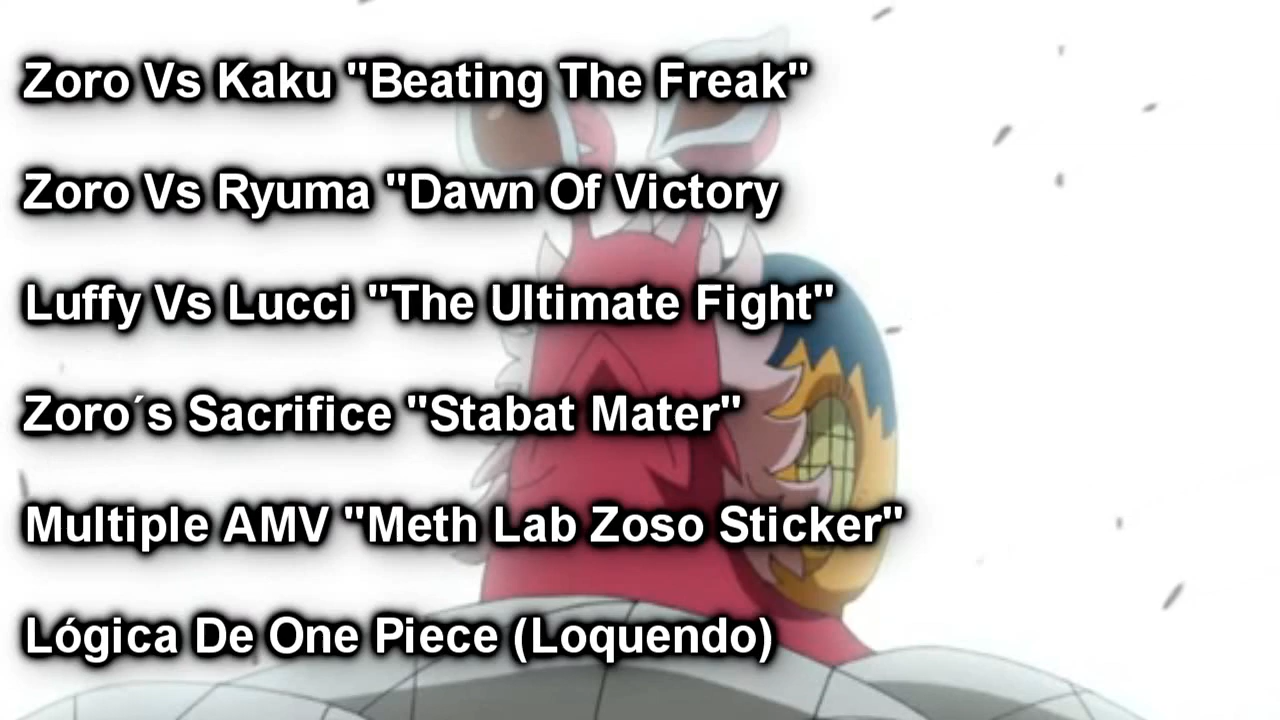 Zoro Vs Kaku "Beating The Freak"
Zoro Vs Ryuma "Dawn Of Victory
Luffy Vs Lucci "The Ultimate Fight"
Zoro´s Sacrifice "Stabat Mater"
Multiple AMV "Meth Lab Zoso Sticker"
Lógica De One Piece (Loquendo)